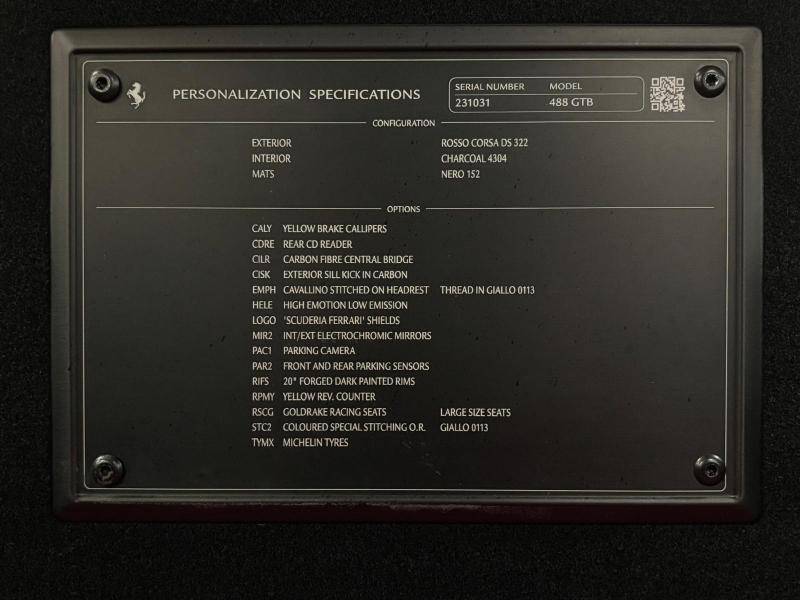 PERSONALIZATION SPECIFICATIONS
SERIAL NUMBER MODEL
231031 488 GTB
CONFIGURATION
EXTERIOR ROSSO CORSA DS 322
INTERIOR CHARCOAL 4304
MATS NERO 152
OPTIONS
CALY YELLOW BRAKE CALLIPERS
CDRE REAR CD READER
CILR CARBON FIBRE CENTRAL BRIDGE
CISK EXTERIOR SILL KICK IN CARBON
EMPH CAVALLINO STITCHED ON HEADREST THREAD IN GIALLO 0113
HELE HIGH EMOTION LOW EMISSION
LOGO 'SCUDERIA FERRARI' SHIELDS
MIR2 INT/EXT ELECTROCHROMIC MIRRORS
PAC1 PARKING CAMERA
PAR2 FRONT AND REAR PARKING SENSORS
RIFS 20" FORGED DARK PAINTED RIMS
RPMY YELLOW REV. COUNTER
RSCG GOLDRAKE RACING SEATS LARGE SIZE SEATS
STC2 COLOURED SPECIAL STITCHING O.R. GIALLO 0113
TYMX MICHELIN TYRES